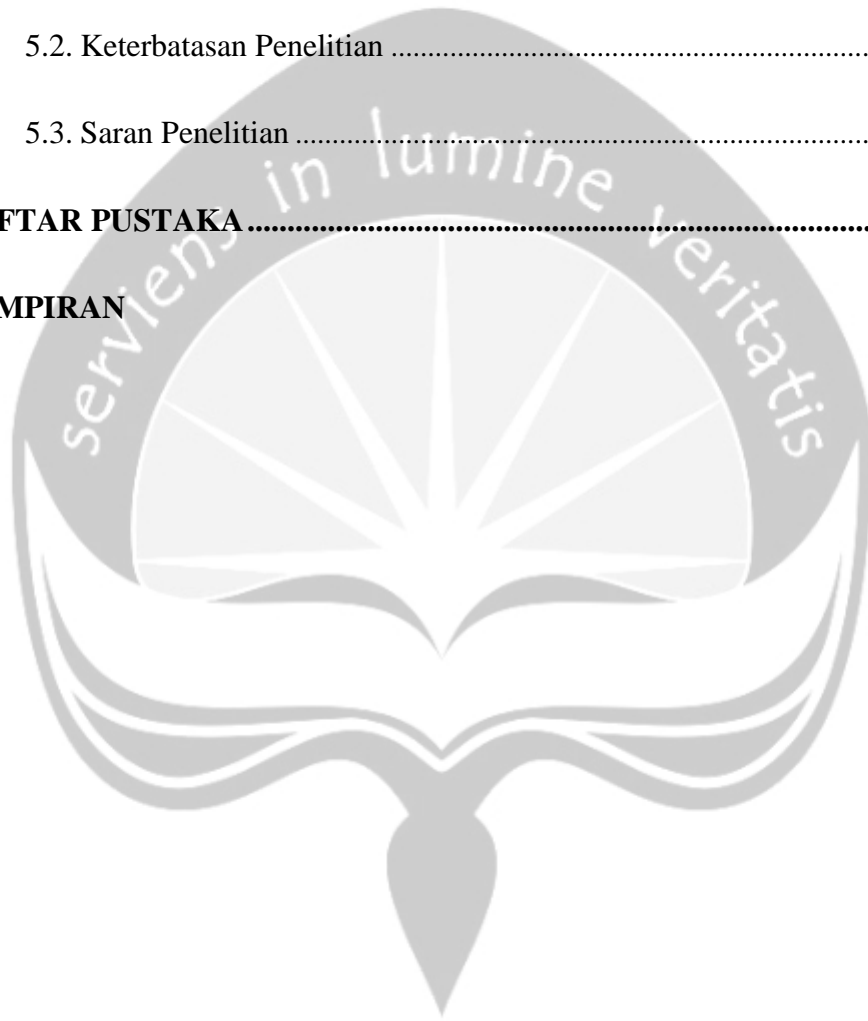 5.2. Keterbatasan Penelitian ................................................................
5.3. Saran Penelitian ................................................................
FTAR PUSTAKA ................................................................
MPIRAN
serviens in lumine veritatis